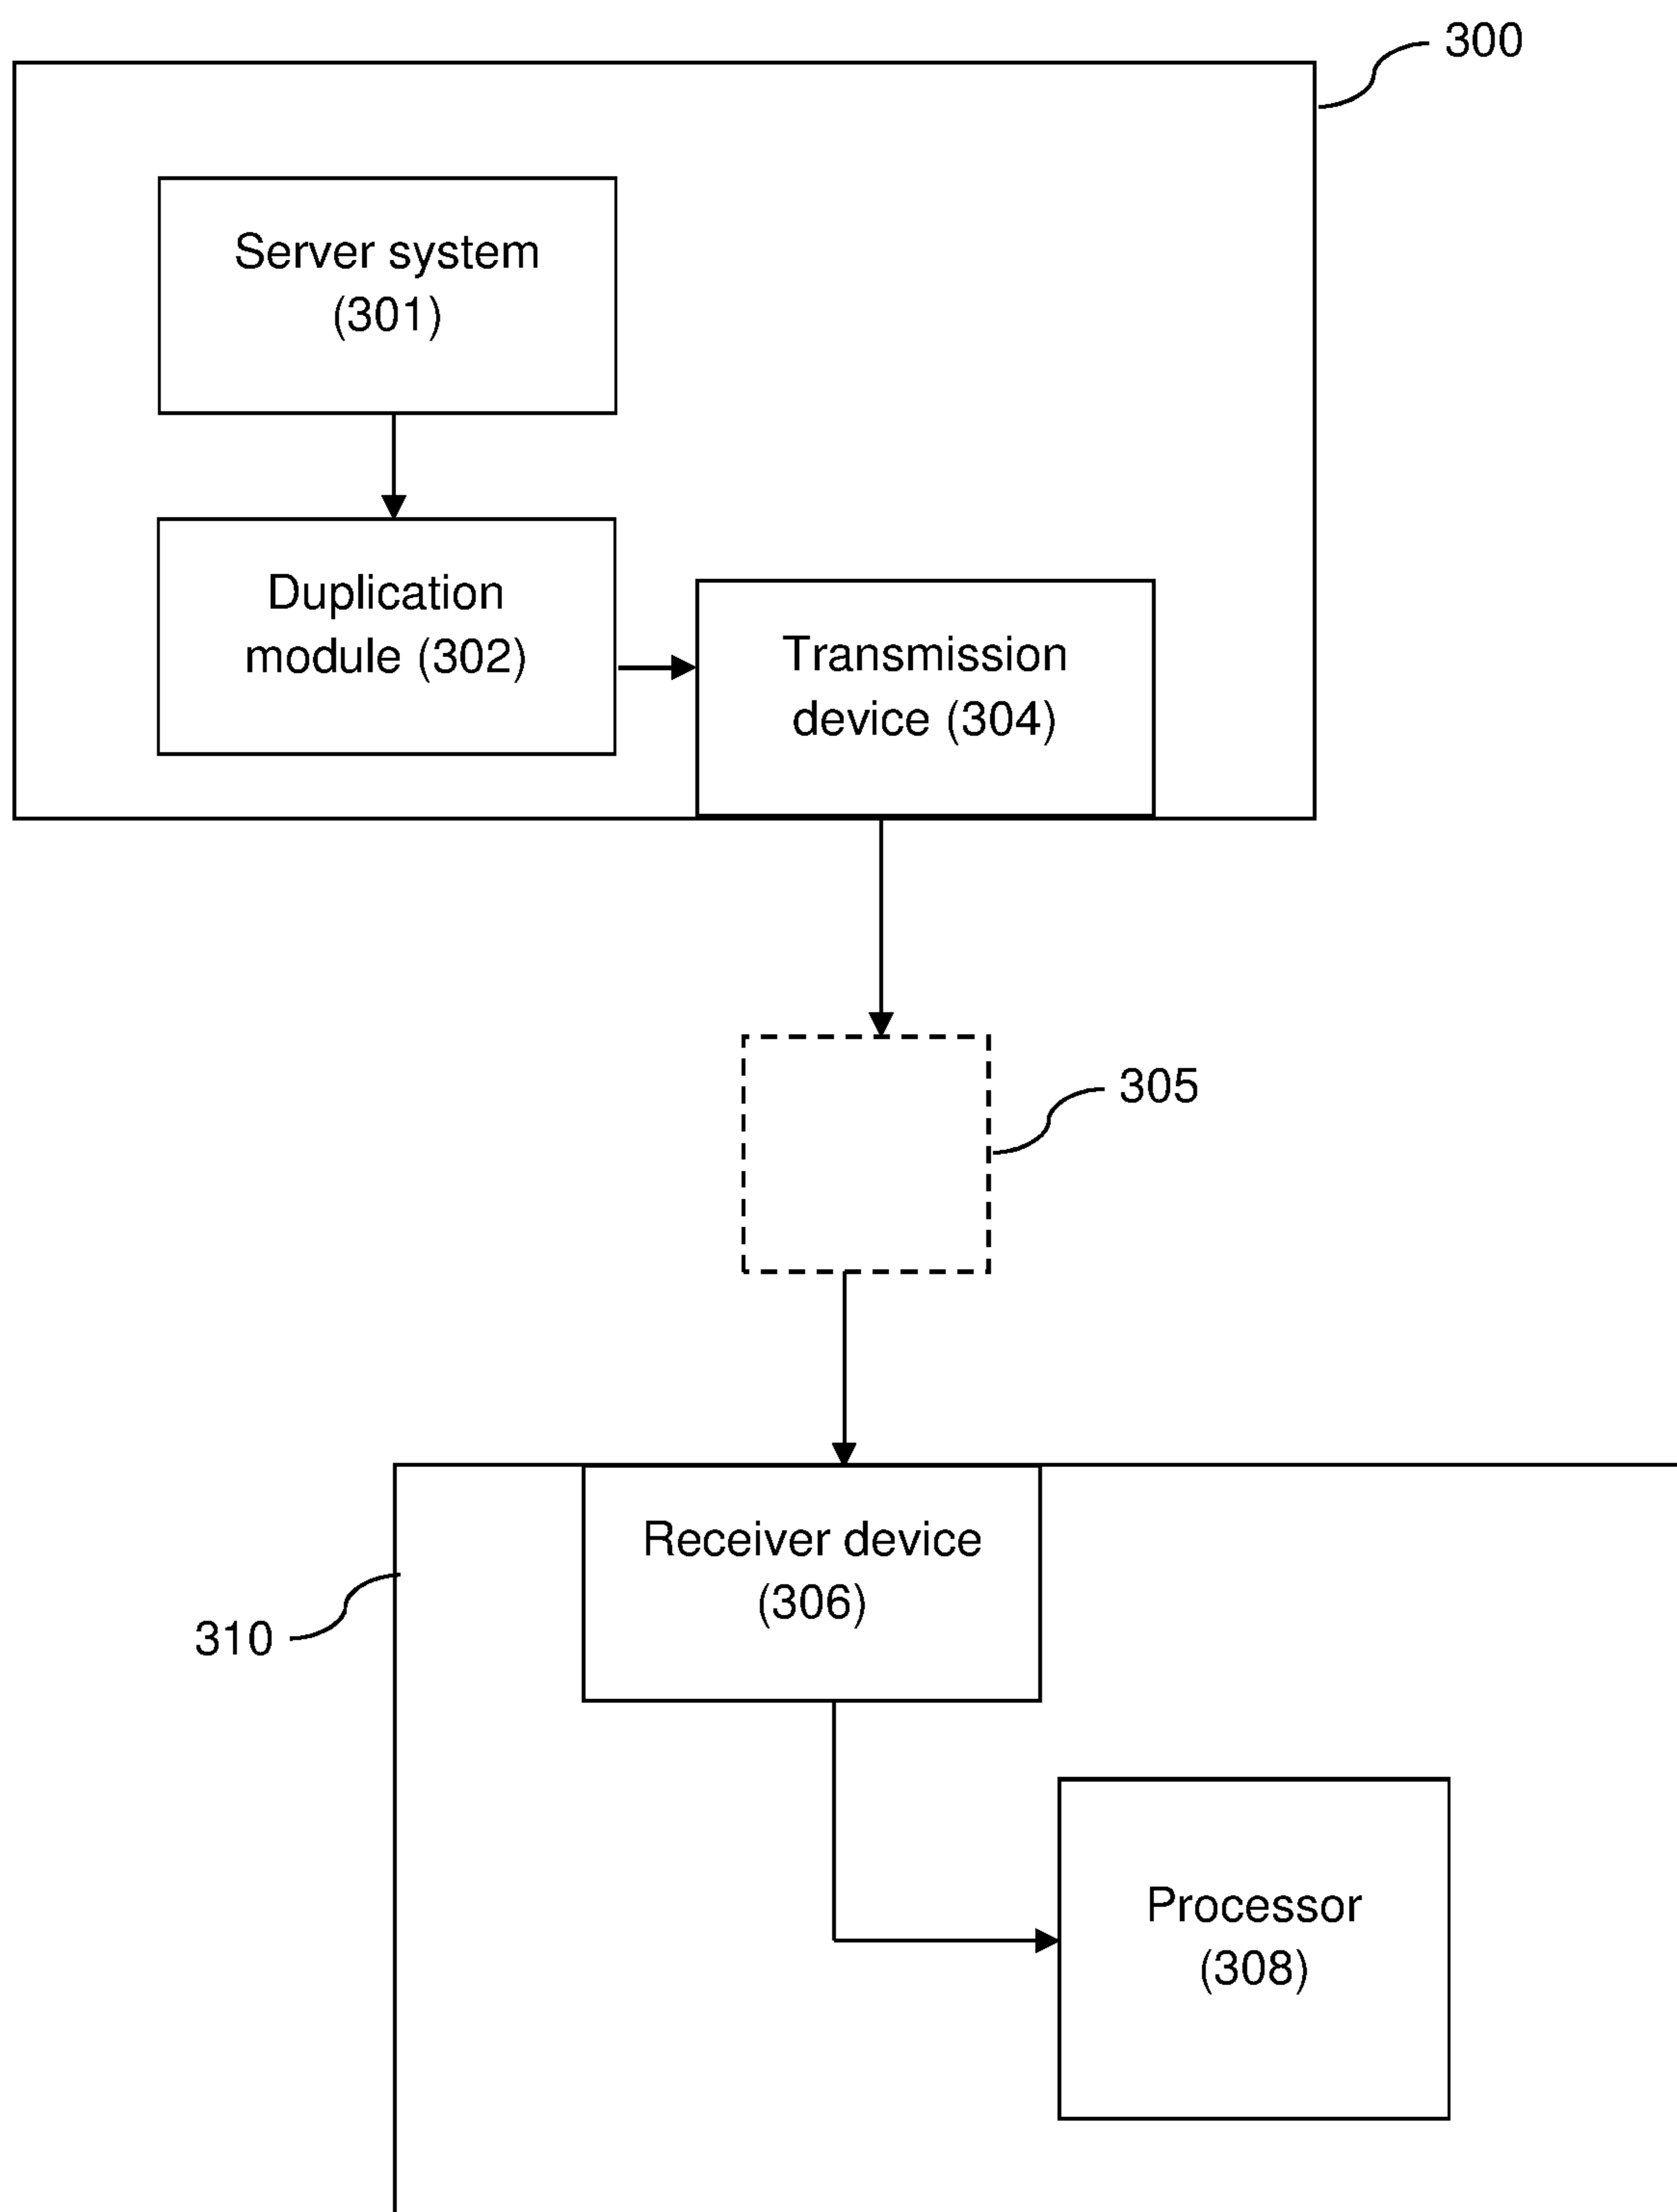 300
Server system
(301)
Duplication
module (302)
Transmission
device (304)
305
Receiver device
(306)
310
Processor
(308)